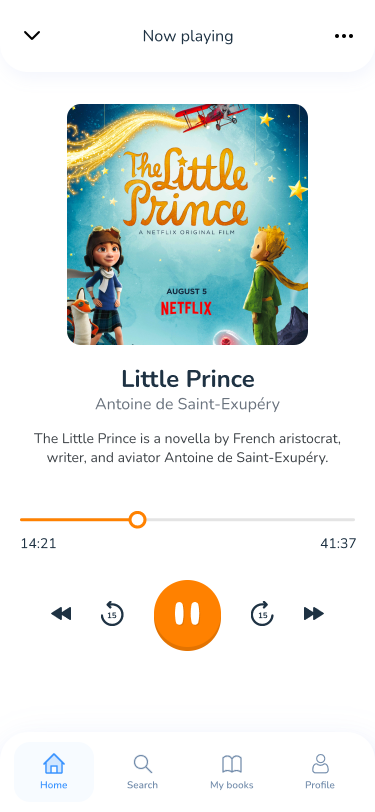 Now playing
The Little
Prince
A NETFLIX ORIGINAL FILM
AUGUST 5
NETFLIX
Little Prince
Antoine de Saint-Exupéry
The Little Prince is a novella by French aristocrat,
writer, and aviator Antoine de Saint-Exupéry.
14:21 41:37
15 15
Home Search My books Profile